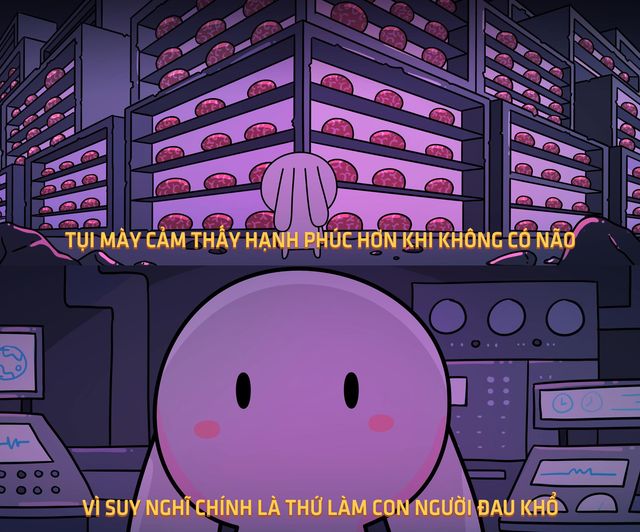 TỤI MÀY CẢM THẤY HẠNH PHÚC HƠN KHI KHÔNG CÓ NÃO
VÌ SUY NGHĨ CHÍNH LÀ THỨ LÀM CON NGƯỜI ĐAU KHỔ